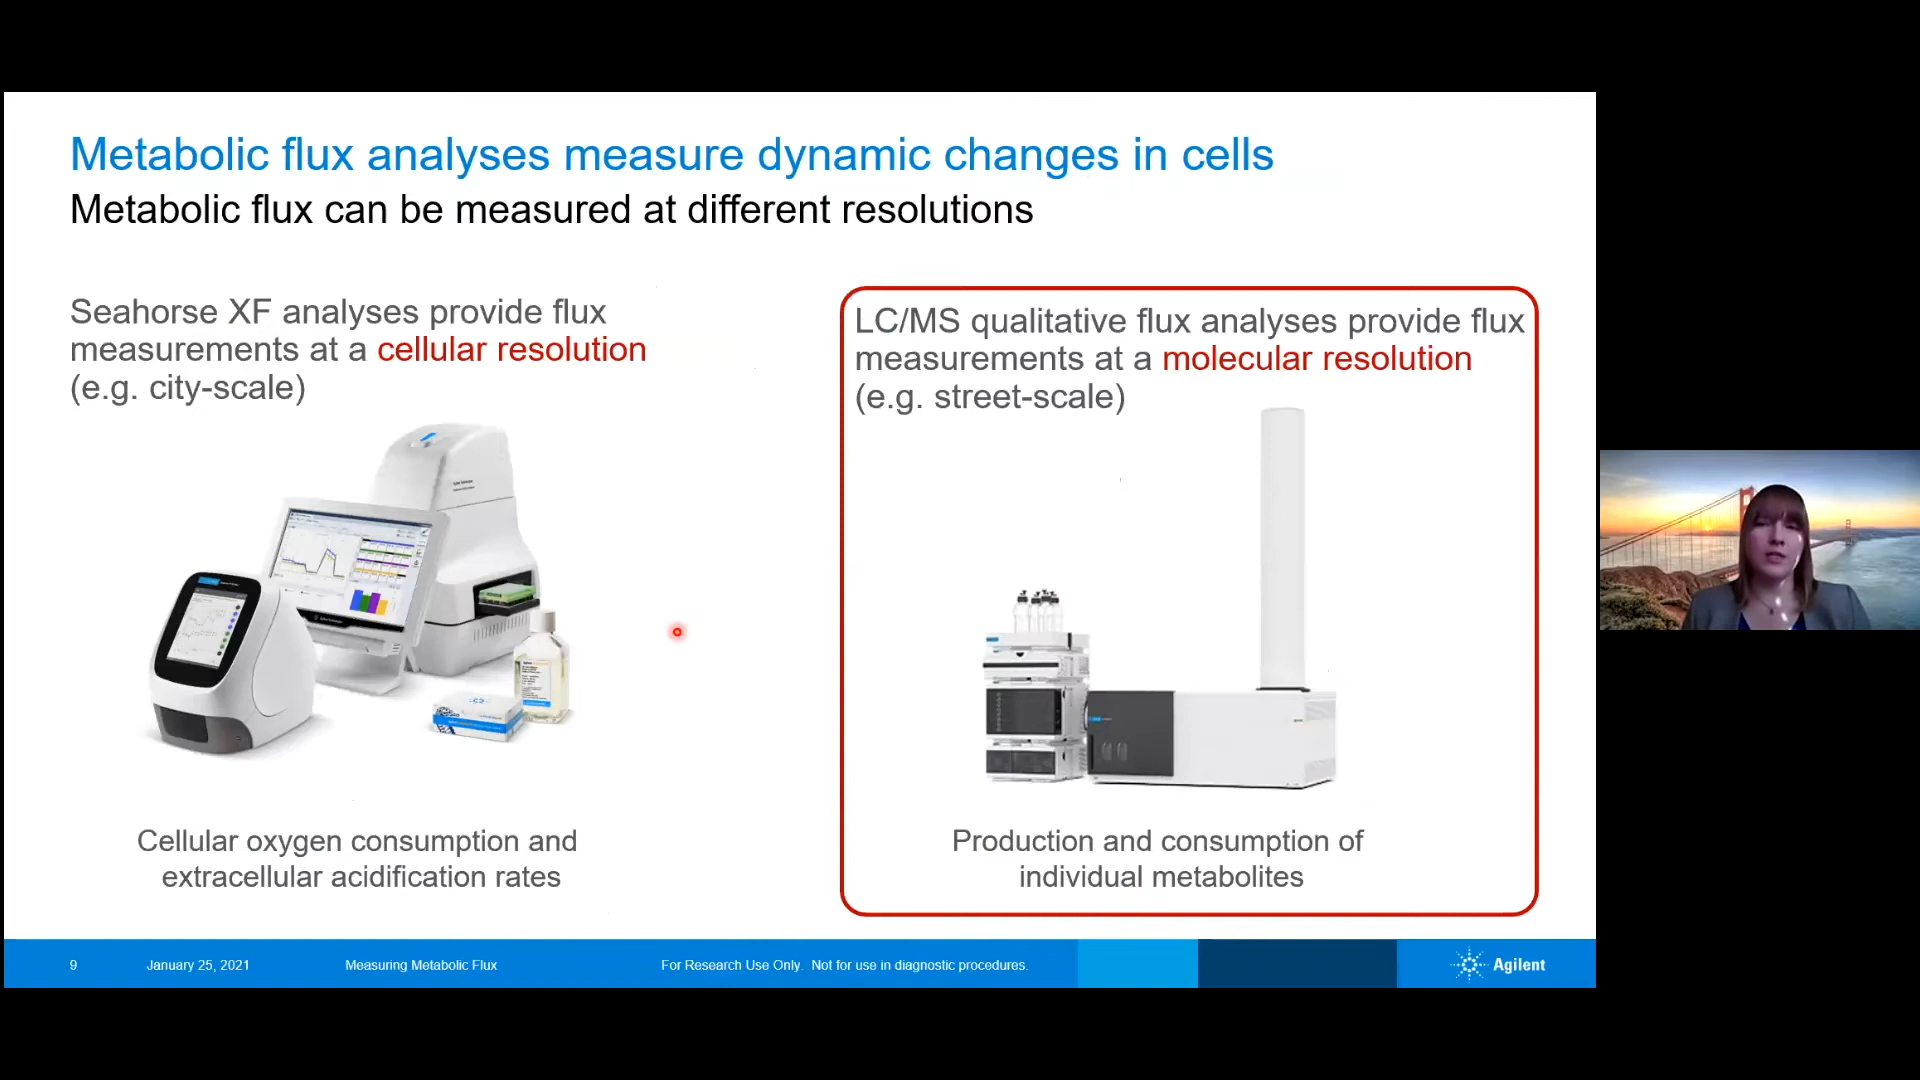 Metabolic flux analyses measure dynamic changes in cells
Metabolic flux can be measured at different resolutions
Seahorse XF analyses provide flux
measurements at a cellular resolution
(e.g. city-scale)
LC/MS qualitative flux analyses provide flux
measurements at a molecular resolution
(e.g. street-scale)
Cellular oxygen consumption and
extracellular acidification rates
Production and consumption of
individual metabolites
9
January 25, 2021
Measuring Metabolic Flux
For Research Use Only. Not for use in diagnostic procedures.
Agilent